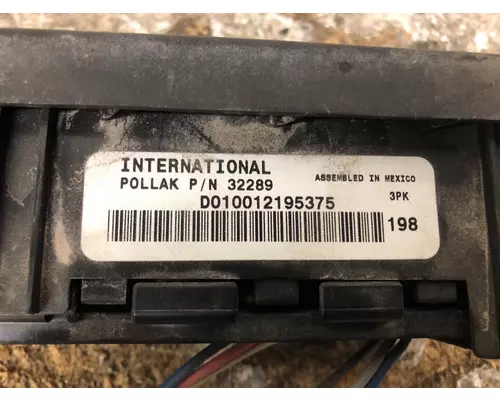 INTERNATIONAL
POLLAK P/N 32289
ASSEMBLED IN MEXICO
3PK
D010012195375
198